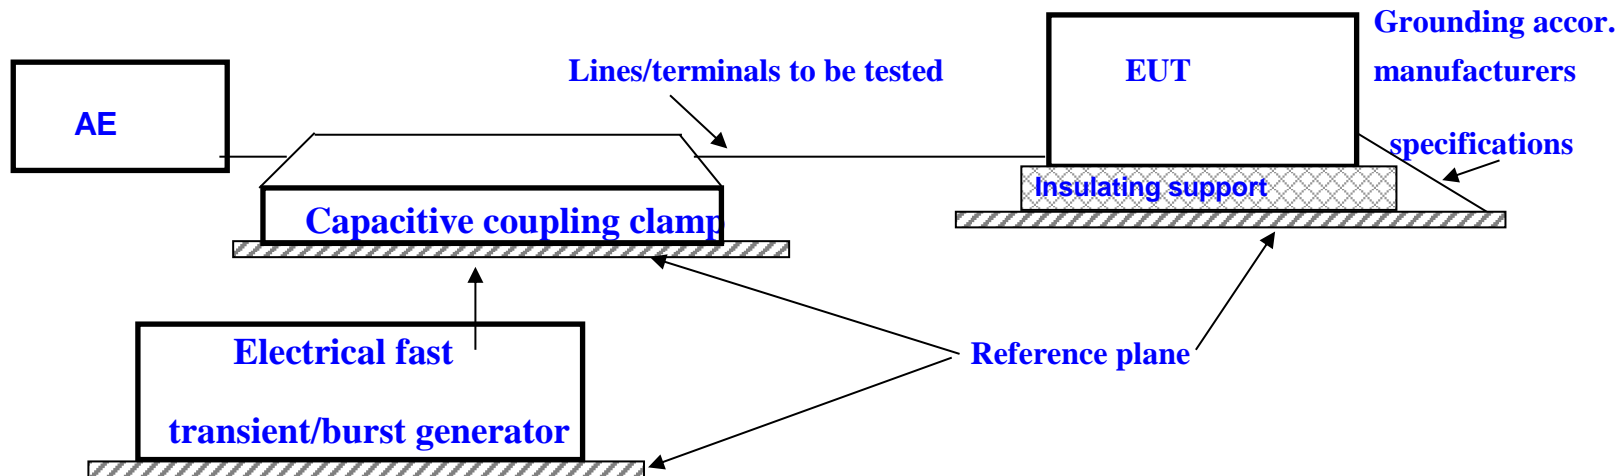 Grounding accor.
manufacturers
specifications
Lines/terminals to be tested
EUT
AE
Insulating support
Capacitive coupling clamp
Electrical fast
transient/burst generator
Reference plane